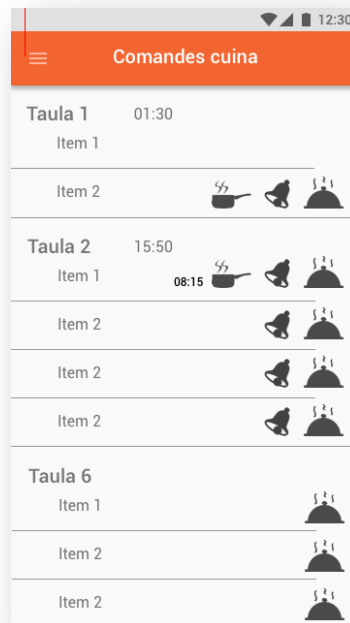 12:30
Comandes cuina
Taula 1 01:30
Item 1
Item 2
Taula 2 15:50
Item 1 08:15
Item 2
Item 2
Item 2
Taula 6
Item 1
Item 2
Item 2